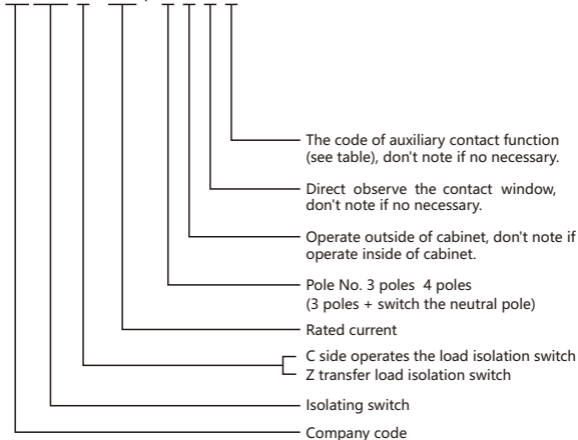 The code of auxiliary contact function
(see table), don't note if no necessary.
Direct observe the contact window,
don't note if no necessary.
Operate outside of cabinet, don't note if
operate inside of cabinet.
Pole No. 3 poles 4 poles
(3 poles + switch the neutral pole)
Rated current
C side operates the load isolation switch
Z transfer load isolation switch
Isolating switch
Company code